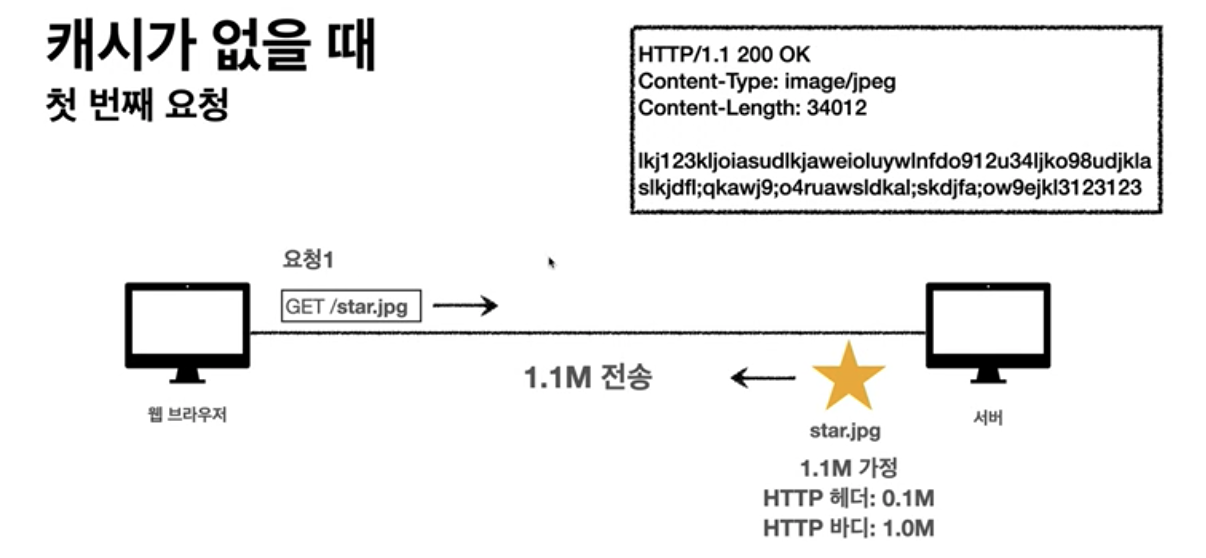 캐시가 없을 때
첫 번째 요청
HTTP/1.1 200 OK
Content-Type: image/jpeg
Content-Length: 34012
lkj123kljoiasudlkjaweioluywlnfdo912u34ljko98udjkla
slkjdfl;qkawj9;o4ruawsldkal;skdjfa;ow9ejkl3123123
요청1
GET /star.jpg
1.1M 전송
웹 브라우저
star.jpg
서버
1.1M 가정
HTTP 헤더: 0.1M
HTTP 바디: 1.0M